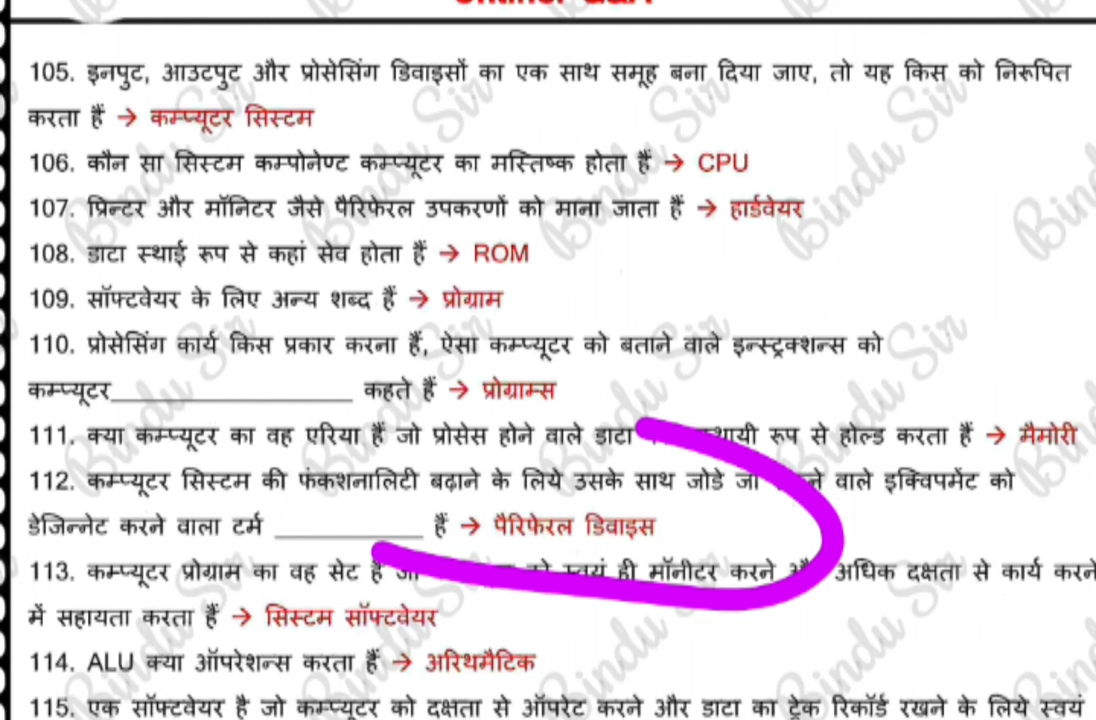 105. इनपुट, आउटपुट और प्रोसेसिंग डिवाइसों का एक साथ समूह बना दिया जाए, तो यह किस को निरूपित
करता हैं → कम्प्यूटर सिस्टम
106. कौन सा सिस्टम कम्पोनेण्ट कम्प्यूटर का मस्तिष्क होता हैं → CPU
107. प्रिन्टर और मॉनिटर जैसे पैरिफेरल उपकरणों को माना जाता हैं → हार्डवेयर
108. डाटा स्थाई रूप से कहां सेव होता हैं → ROM
109. सॉफ्टवेयर के लिए अन्य शब्द हैं → प्रोग्राम
110. प्रोसेसिंग कार्य किस प्रकार करना हैं, ऐसा कम्प्यूटर को बताने वाले इन्स्ट्रक्शन्स को
कम्प्यूटर_________________ कहते हैं → प्रोग्राम्स
111. क्या कम्प्यूटर का वह एरिया हैं जो प्रोसेस होने वाले डाटा रूप से होल्ड करता हैं → मैमोरी
112. कम्प्यूटर सिस्टम की फंकशनालिटी बढ़ाने के लिये उसके साथ जोडे वाले इक्विपमेंट को
डेजिन्नेट करने वाला टर्म ___________ हैं → पैरिफेरल डिवाइस
113. कम्प्यूटर प्रोग्राम का वह सेट है स्वयं ही मॉनीटर करने अधिक दक्षता से कार्य करने
में सहायता करता हैं → सिस्टम सॉफ्टवेयर
114. ALU क्या ऑपरेशन्स करता हैं → अरिथमैटिक
115. एक सॉफ्टवेयर है जो कम्प्यूटर को दक्षता से ऑपरेट करने और डाटा का ट्रेक रिकॉर्ड रखने के लिये स्वयं